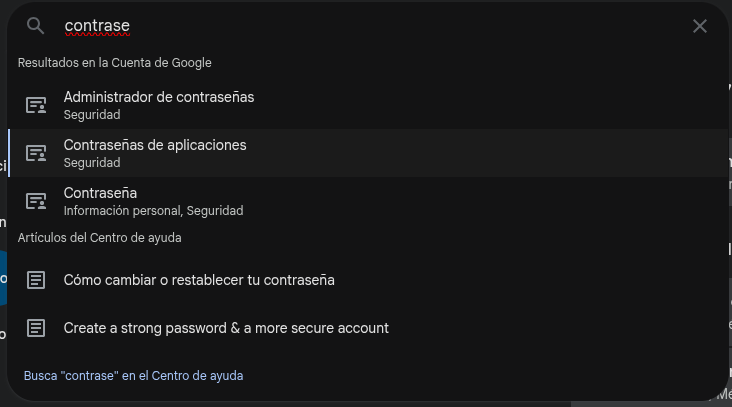 contrase
Resultados en la Cuenta de Google
Administrador de contraseñas
Seguridad
Contraseñas de aplicaciones
Seguridad
Contraseña
Información personal, Seguridad
Artículos del Centro de ayuda
Cómo cambiar o restablecer tu contraseña
Create a strong password & a more secure account
Busca "contrase" en el Centro de ayuda